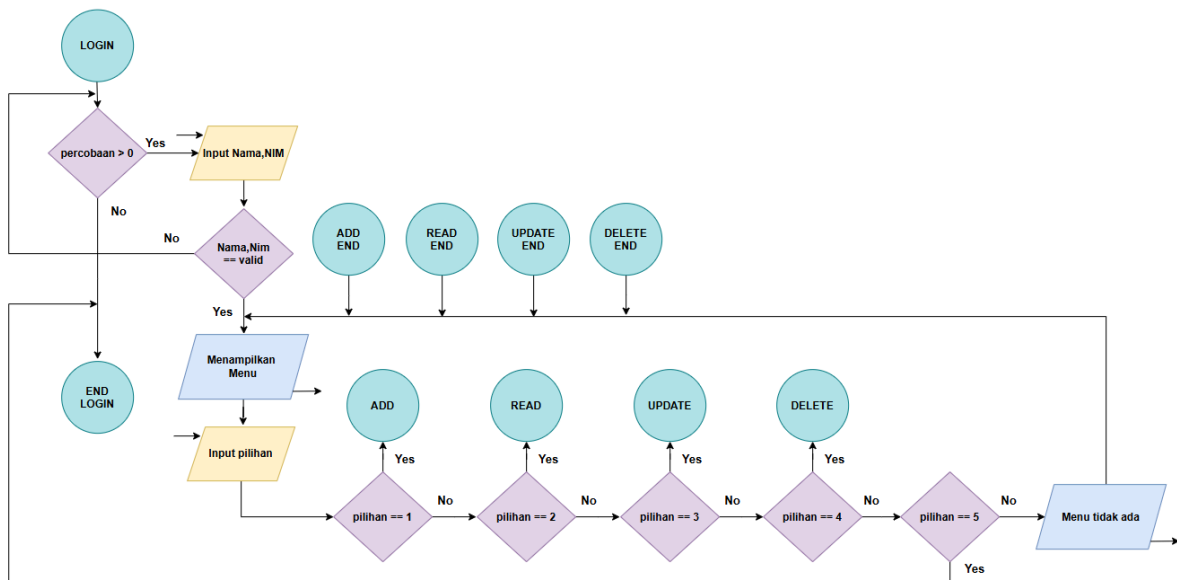 LOGIN
percobaan > 0
Yes
Input Nama,NIM
No
No
Nama,Nim
== valid
Yes
ADD
END
READ
END
UPDATE
END
DELETE
END
Menampilkan
Menu
END
LOGIN
Input pilihan
ADD
READ
UPDATE
DELETE
Yes
Yes
Yes
Yes
pilihan == 1
No
pilihan == 2
No
pilihan == 3
No
pilihan == 4
No
pilihan == 5
No
Menu tidak ada
Yes